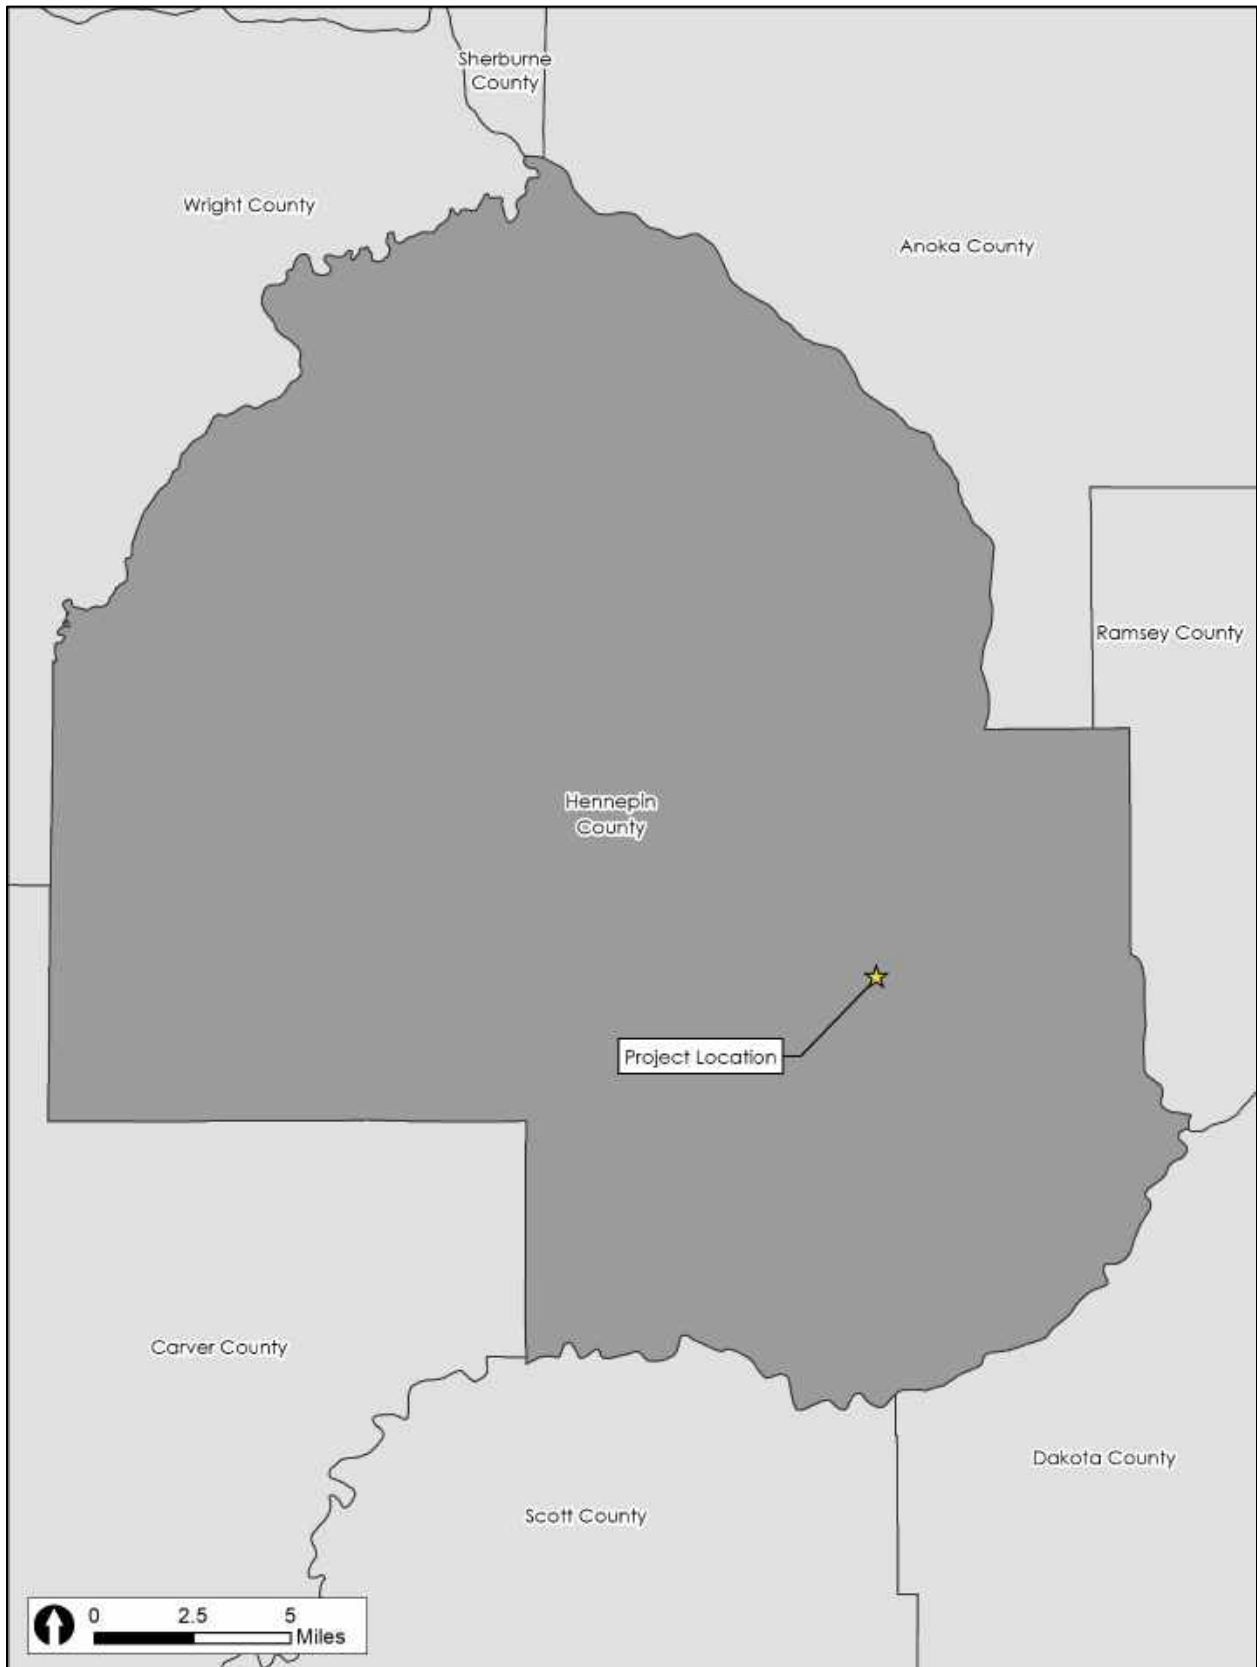 Sherburne
County
Wright County
Anoka County
Ramsey County
Hennepin
County
Project Location
Carver County
Dakota County
Scott County
0 2.5 5
Miles